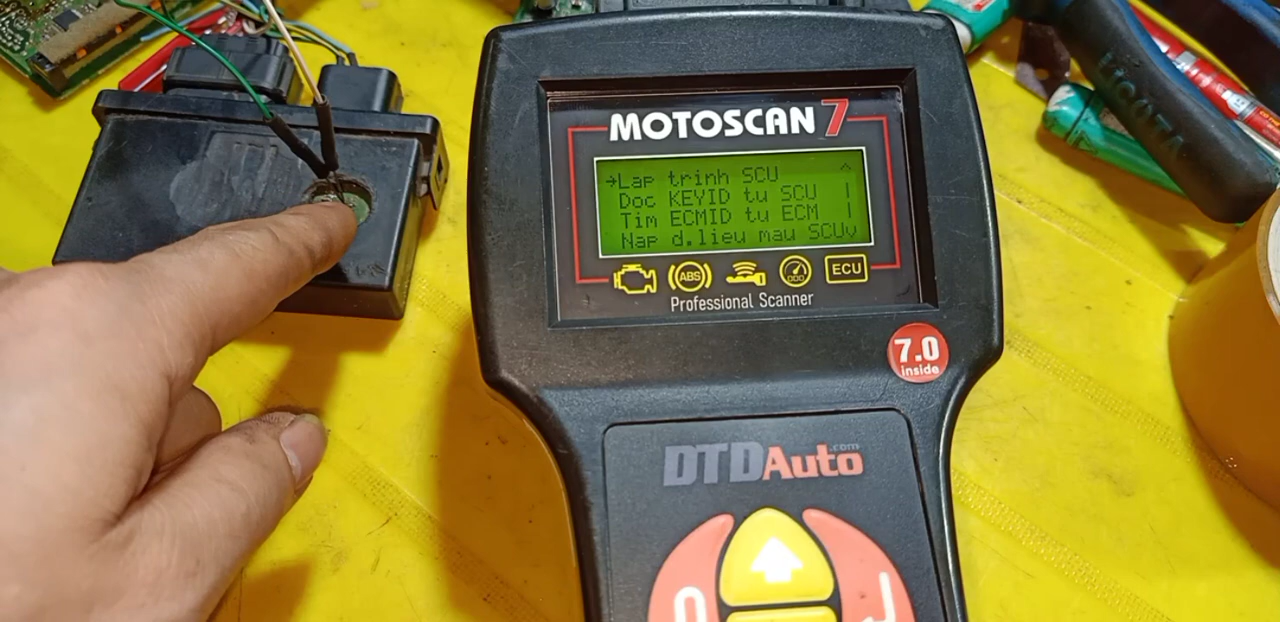 MOTOSCAN 7
→Lap trinh SCU ^
Doc KEYID tu SCU |
Tim ECMID tu ECM |
Nap d.lieu mau SCUv
ABS
ECU
Professional Scanner
7.0
inside
DTDAuto.com